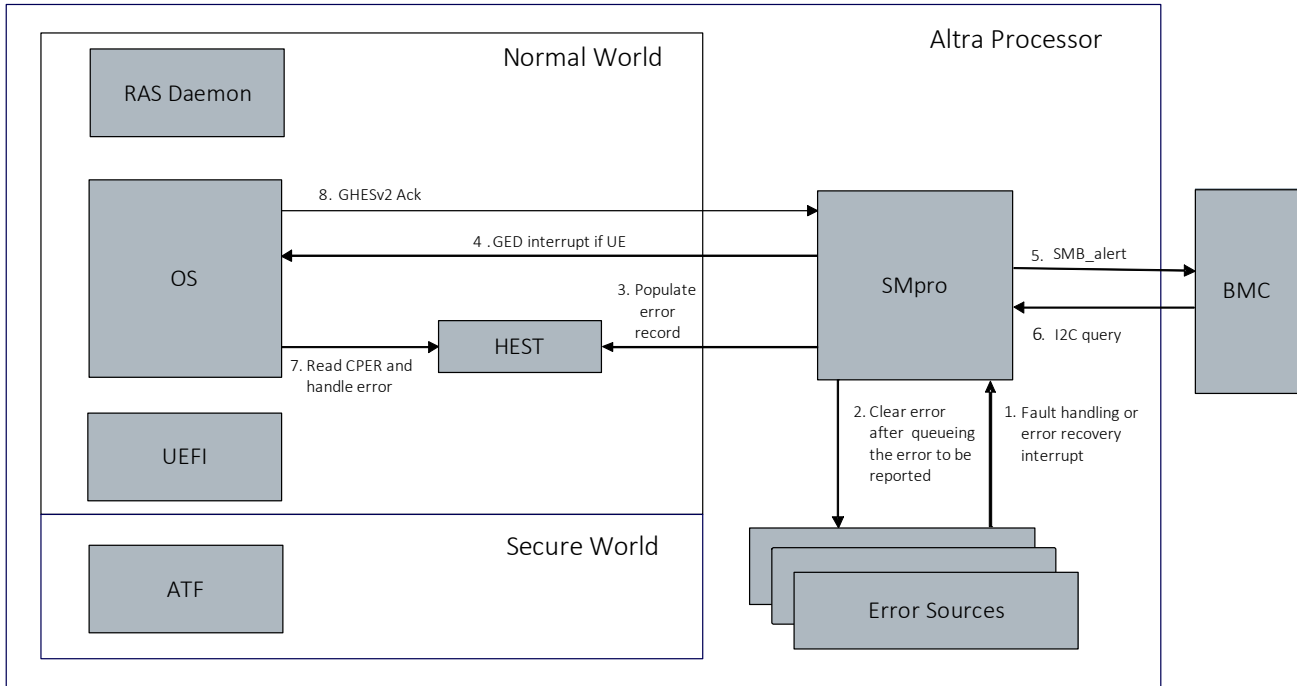 Altra Processor
Normal World
RAS Daemon
OS
8. GHESv2 Ack
4 . GED interrupt if UE
3. Populate
error
record
HEST
7. Read CPER and
handle error
UEFI
Secure World
ATF
SMpro
5. SMB_alert
6. I2C query
BMC
2. Clear error
after queueing
the error to be
reported
1. Fault handling or
error recovery
interrupt
Error Sources